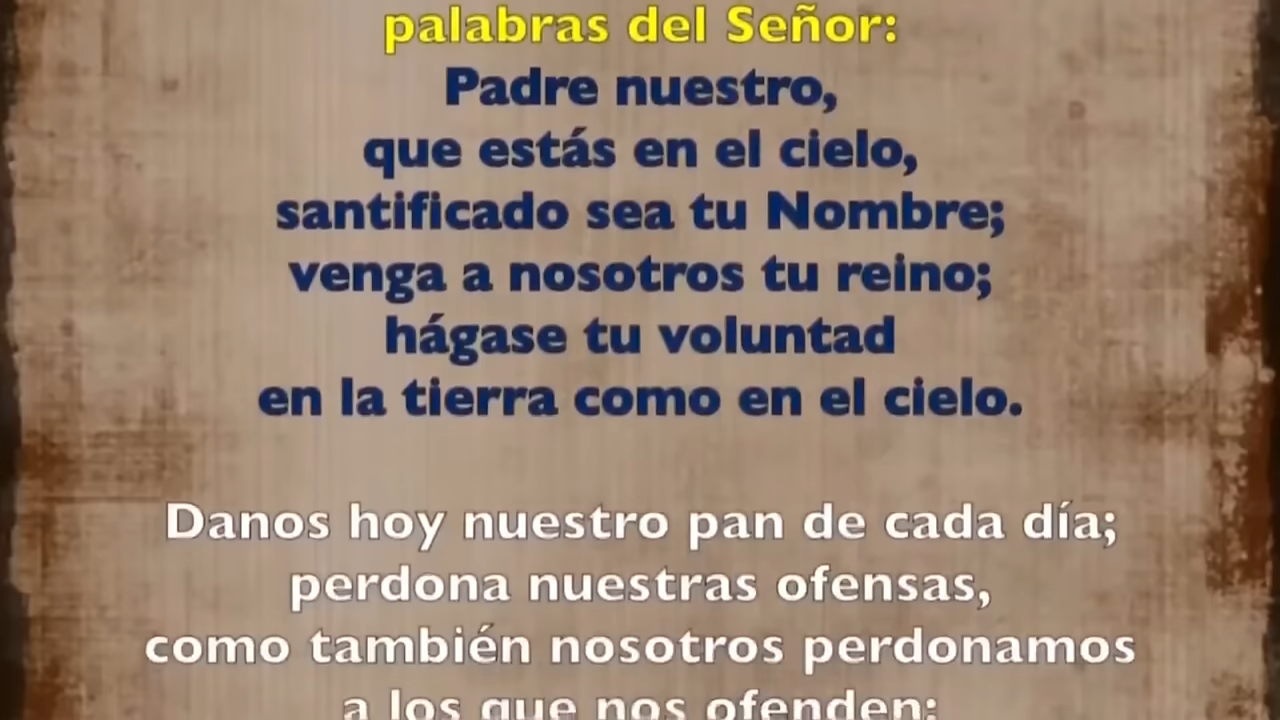 palabras del Señor:
Padre nuestro,
que estás en el cielo,
santificado sea tu Nombre;
venga a nosotros tu reino;
hágase tu voluntad
en la tierra como en el cielo.
Danos hoy nuestro pan de cada día;
perdona nuestras ofensas,
como también nosotros perdonamos
a los que nos ofenden;